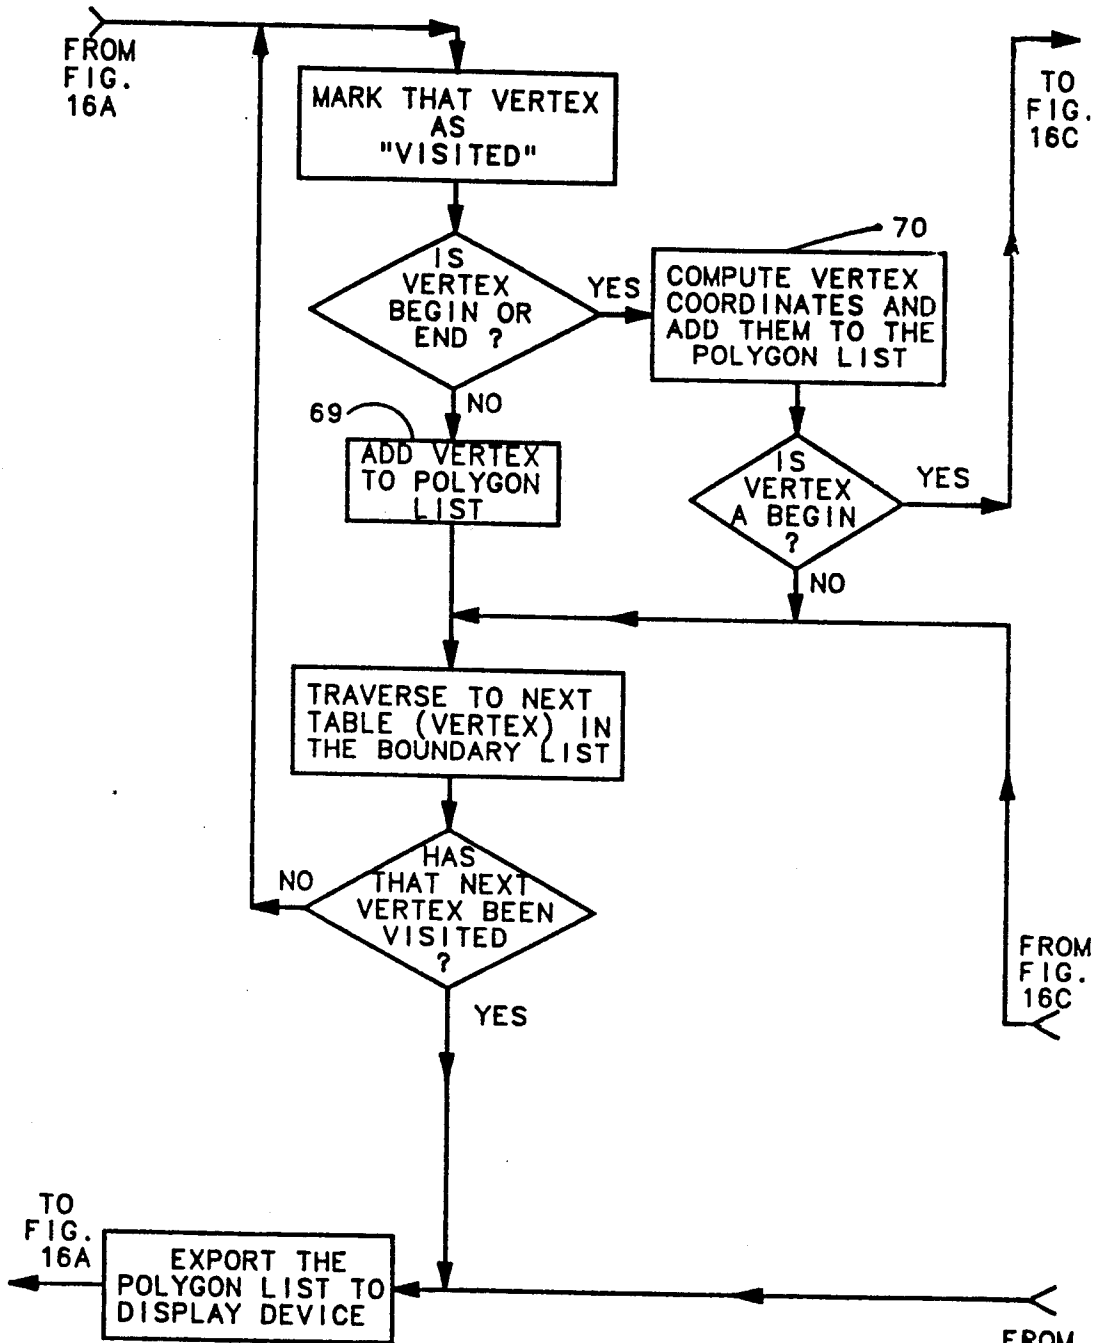 FROM
FIG.
16A
MARK THAT VERTEX
AS
"VISITED"
TO
FIG.
16C
IS
VERTEX
BEGIN OR
END ?
YES
70
COMPUTE VERTEX
COORDINATES AND
ADD THEM TO THE
POLYGON LIST
NO
69
ADD VERTEX
TO POLYGON
LIST
IS
VERTEX
A BEGIN
?
YES
NO
TRAVERSE TO NEXT
TABLE (VERTEX) IN
THE BOUNDARY LIST
HAS
THAT NEXT
VERTEX BEEN
VISITED
?
NO
YES
FROM
FIG.
16C
TO
FIG.
16A
EXPORT THE
POLYGON LIST TO
DISPLAY DEVICE
FROM